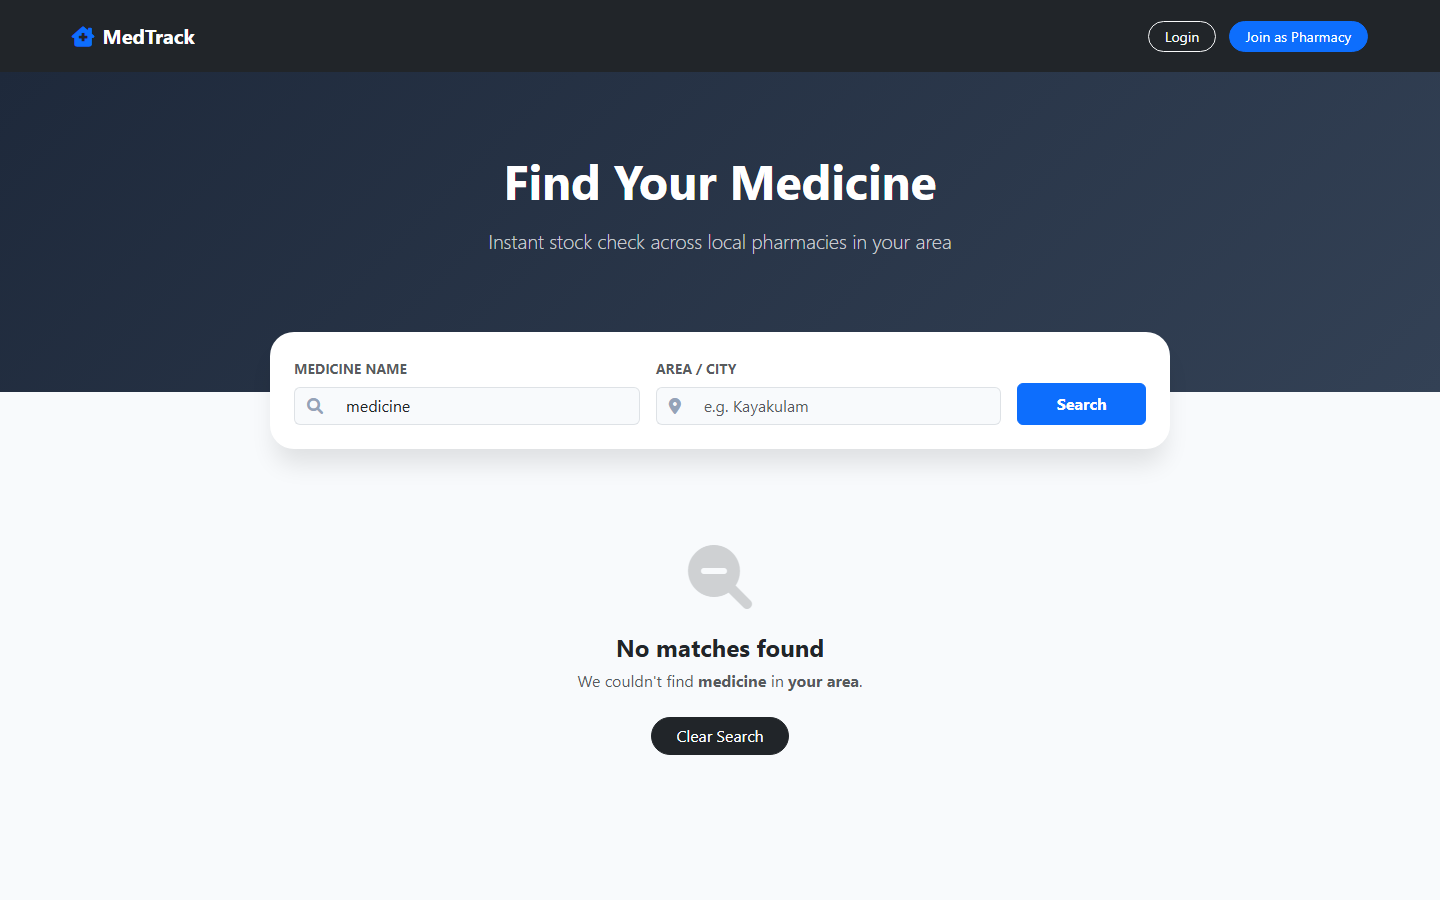 MedTrack
Login
Join as Pharmacy
Find Your Medicine
Instant stock check across local pharmacies in your area
MEDICINE NAME
AREA / CITY
medicine
e.g. Kayakulam
Search
No matches found
We couldn't find medicine in your area.
Clear Search